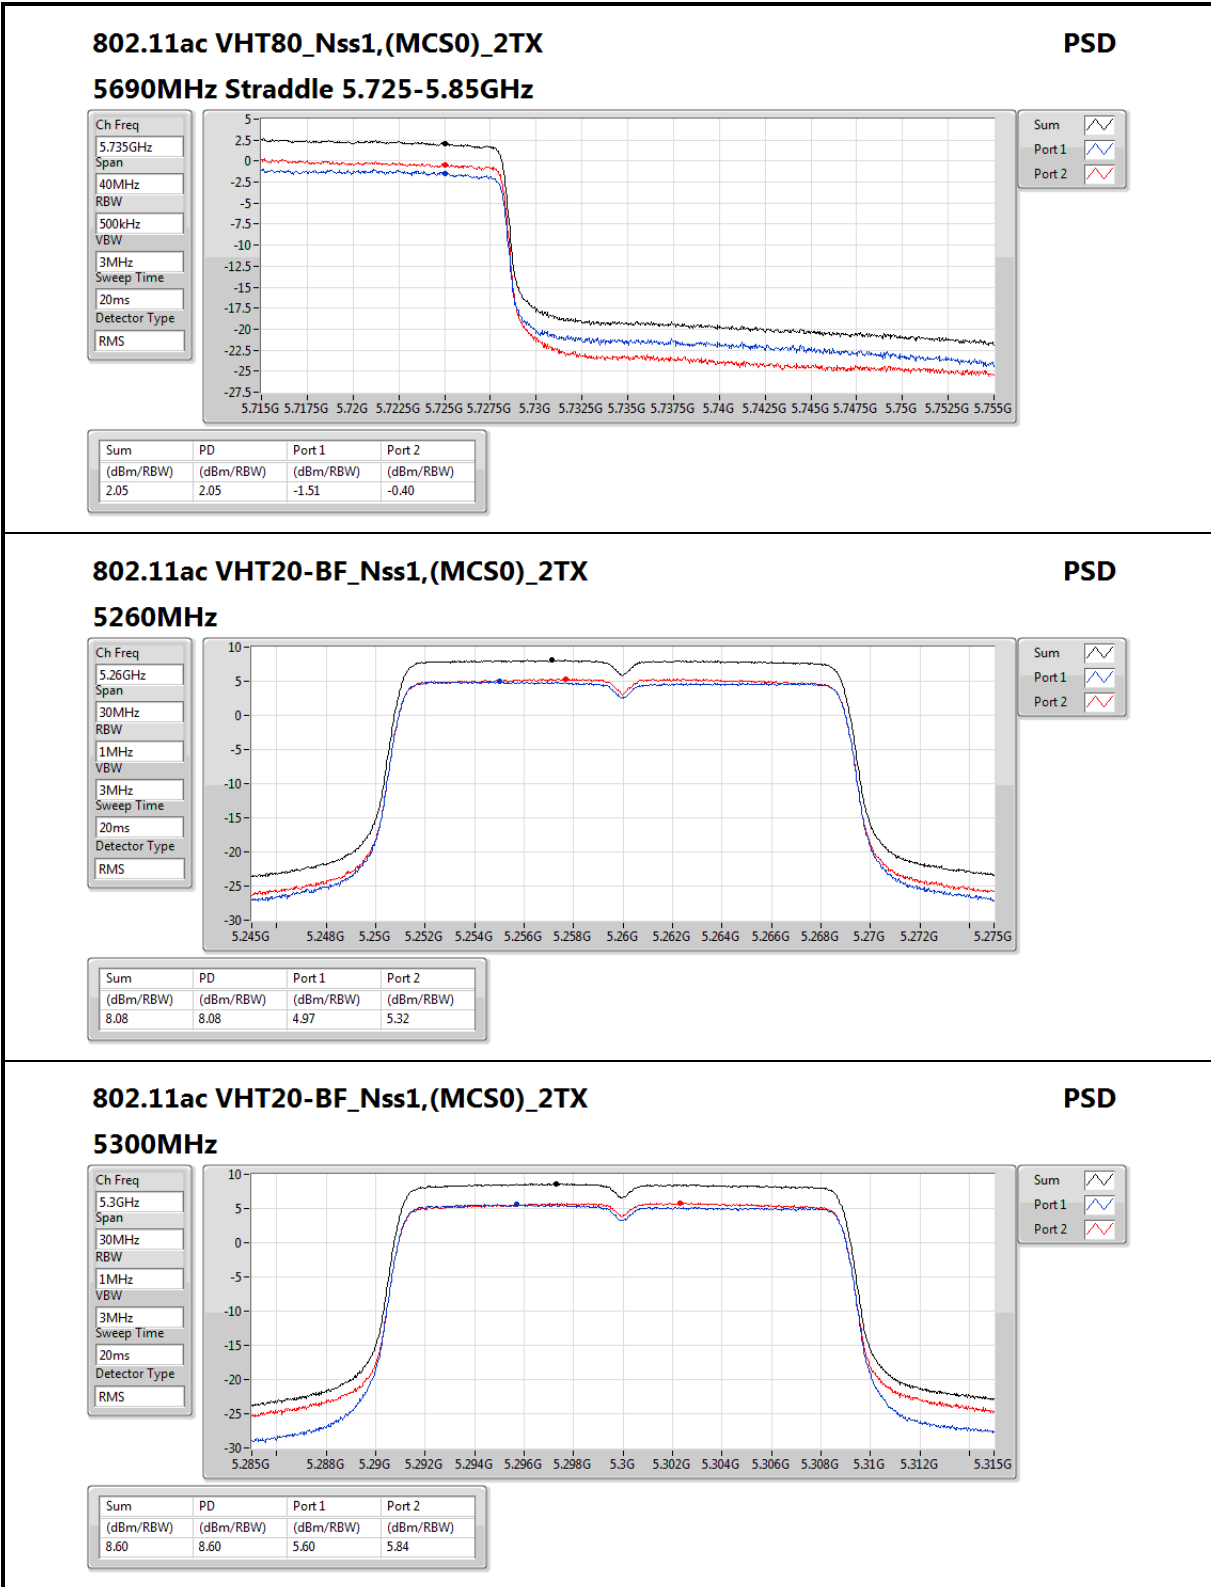 802.11ac VHT80_Nss1,(MCS0)_2TX PSD
5690MHz Straddle 5.725-5.85GHz
Ch Freq
5.735GHz
Span
40MHz
RBW
500kHz
VBW
3MHz
Sweep Time
20ms
Detector Type
RMS
5
2.5
0
-2.5
-5
-7.5
-10
-12.5
-15
-17.5
-20
-22.5
-25
-27.5
5.715G 5.7175G 5.72G 5.7225G 5.725G 5.7275G 5.73G 5.7325G 5.735G 5.7375G 5.74G 5.7425G 5.745G 5.7475G 5.75G 5.7525G 5.755G
Sum
Port 1
Port 2
Sum PD Port 1 Port 2
(dBm/RBW) (dBm/RBW) (dBm/RBW) (dBm/RBW)
2.05 2.05 -1.51 -0.40
802.11ac VHT20-BF_Nss1,(MCS0)_2TX PSD
5260MHz
Ch Freq
5.26GHz
Span
30MHz
RBW
1MHz
VBW
3MHz
Sweep Time
20ms
Detector Type
RMS
10
5
0
-5
-10
-15
-20
-25
-30
5.245G 5.248G 5.25G 5.252G 5.254G 5.256G 5.258G 5.26G 5.262G 5.264G 5.266G 5.268G 5.27G 5.272G 5.275G
Sum
Port 1
Port 2
Sum PD Port 1 Port 2
(dBm/RBW) (dBm/RBW) (dBm/RBW) (dBm/RBW)
8.08 8.08 4.97 5.32
802.11ac VHT20-BF_Nss1,(MCS0)_2TX PSD
5300MHz
Ch Freq
5.3GHz
Span
30MHz
RBW
1MHz
VBW
3MHz
Sweep Time
20ms
Detector Type
RMS
10
5
0
-5
-10
-15
-20
-25
-30
5.285G 5.288G 5.29G 5.292G 5.294G 5.296G 5.298G 5.3G 5.302G 5.304G 5.306G 5.308G 5.31G 5.312G 5.315G
Sum
Port 1
Port 2
Sum PD Port 1 Port 2
(dBm/RBW) (dBm/RBW) (dBm/RBW) (dBm/RBW)
8.60 8.60 5.60 5.84